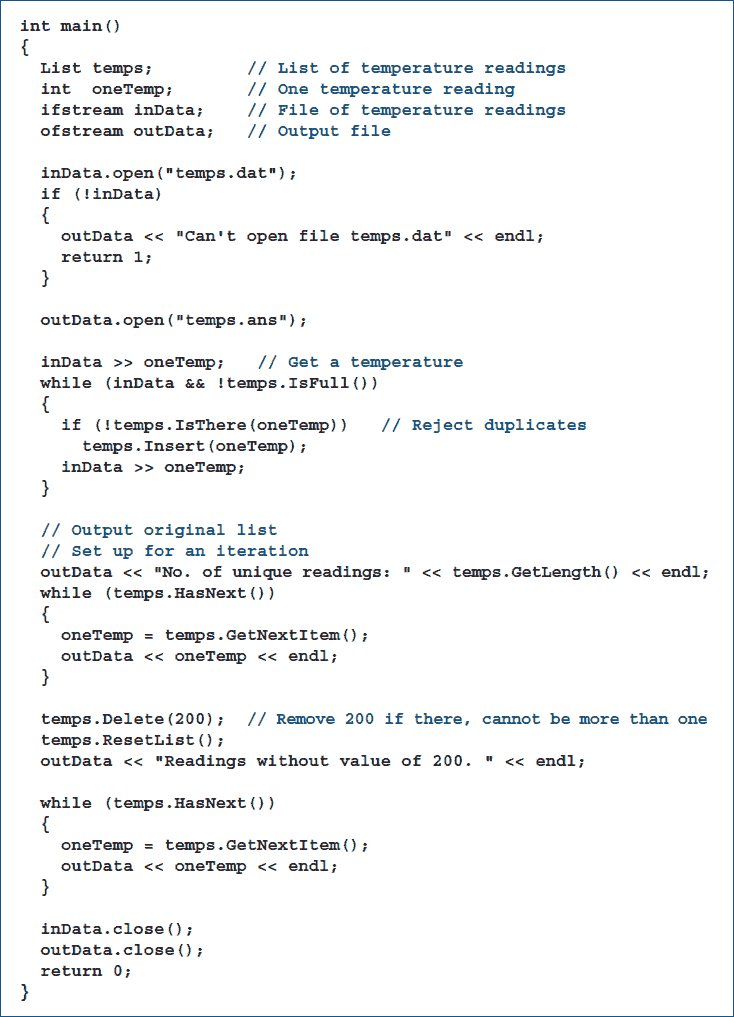 int main()
{
  List temps;         // List of temperature readings
  int  oneTemp;       // One temperature reading
  ifstream inData;    // File of temperature readings
  ofstream outData;   // Output file

  inData.open("temps.dat");
  if (!inData)
  {
    outData << "Can't open file temps.dat" << endl;
    return 1;
  }

  outData.open("temps.ans");

  inData >> oneTemp;   // Get a temperature
  while (inData && !temps.IsFull())
  {
    if (!temps.IsThere(oneTemp))   // Reject duplicates
      temps.Insert(oneTemp);
    inData >> oneTemp;
  }

  // Output original list
  // Set up for an iteration
  outData << "No. of unique readings: " << temps.GetLength() << endl;
  while (temps.HasNext())
  {
    oneTemp = temps.GetNextItem();
    outData << oneTemp << endl;
  }

  temps.Delete(200);  // Remove 200 if there, cannot be more than one
  temps.ResetList();
  outData << "Readings without value of 200. " << endl;

  while (temps.HasNext())
  {
    oneTemp = temps.GetNextItem();
    outData << oneTemp << endl;
  }

  inData.close();
  outData.close();
  return 0;
}